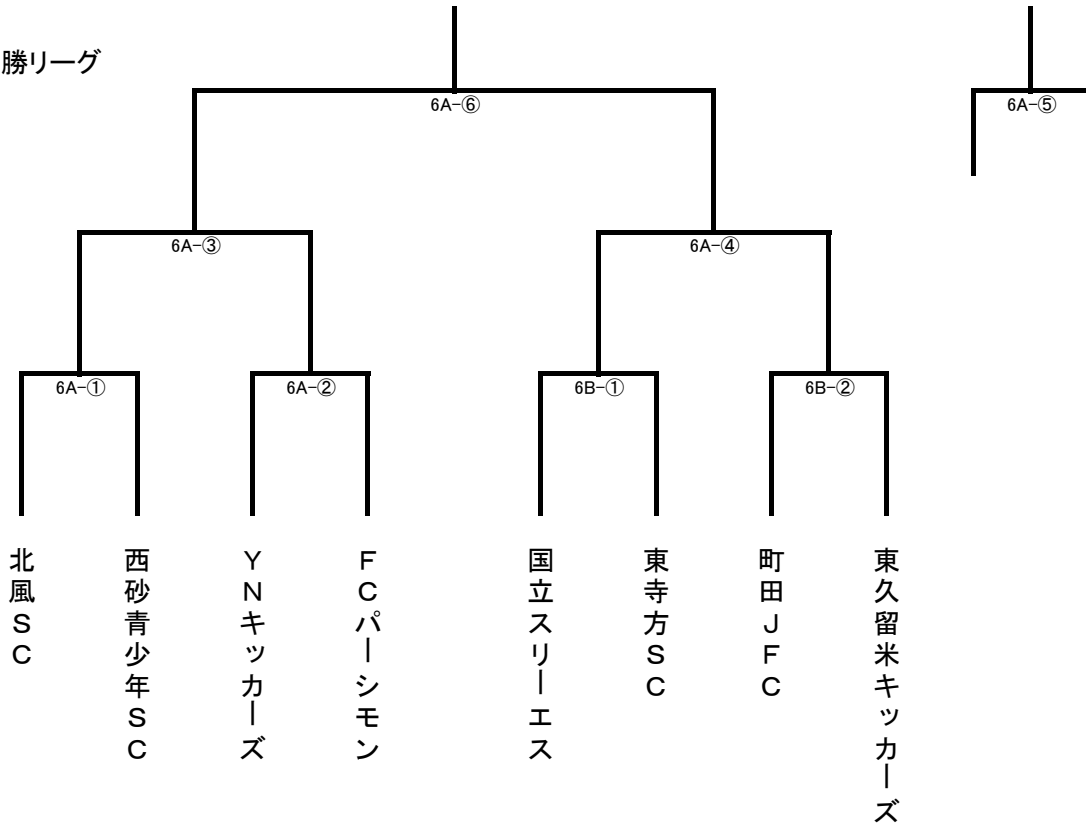 勝リーグ
6A-⑥
6A-⑤
6A-③
6A-④
6A-①
6A-②
6B-①
6B-②
北風SC
西砂青少年SC
YNキッカーズ
FCパーシモン
国立スリーエス
東寺方SC
町田JFC
東久留米キッカーズ